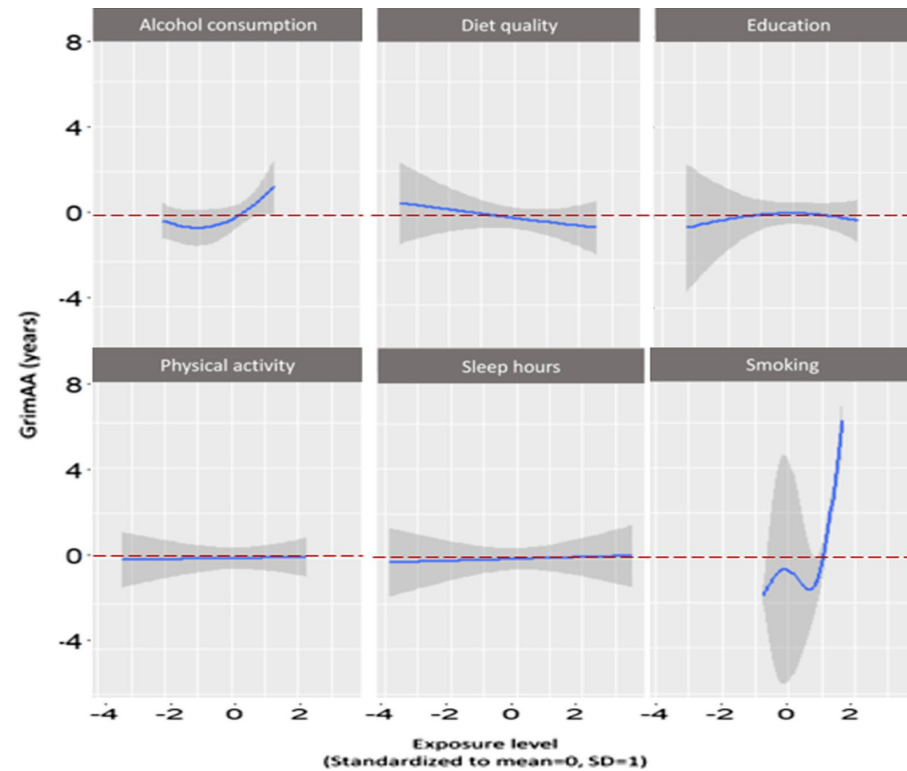 Alcohol consumption Diet quality Education
8
4
0
-4
Physical activity Sleep hours Smoking
8
4
0
-4
GrimAA (years)
-4 -2 0 2 -4 -2 0 2 -4 -2 0 2
Exposure level
(Standardized to mean=0, SD=1)